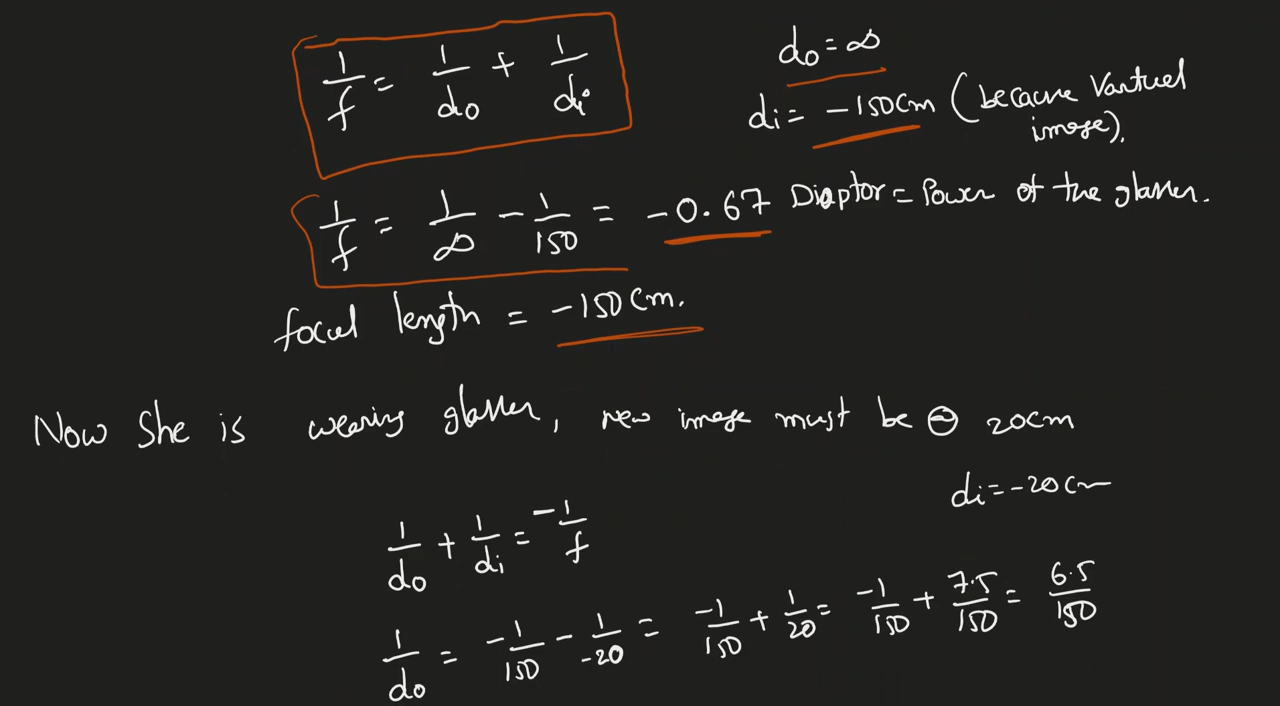 1/f = 1/do + 1/di
do = ∞
di = -150cm (because Vartuel image).
1/f = 1/∞ - 1/150 = -0.67 Dioptor = Power of the glasses.
focal length = -150cm.
Now She is wearing glasses, new image must be ⊖ 20cm
di = -20cm
1/do + 1/di = -1/f
1/do = -1/150 - 1/-20 = -1/150 + 1/20 = -1/150 + 7.5/150 = 6.5/150